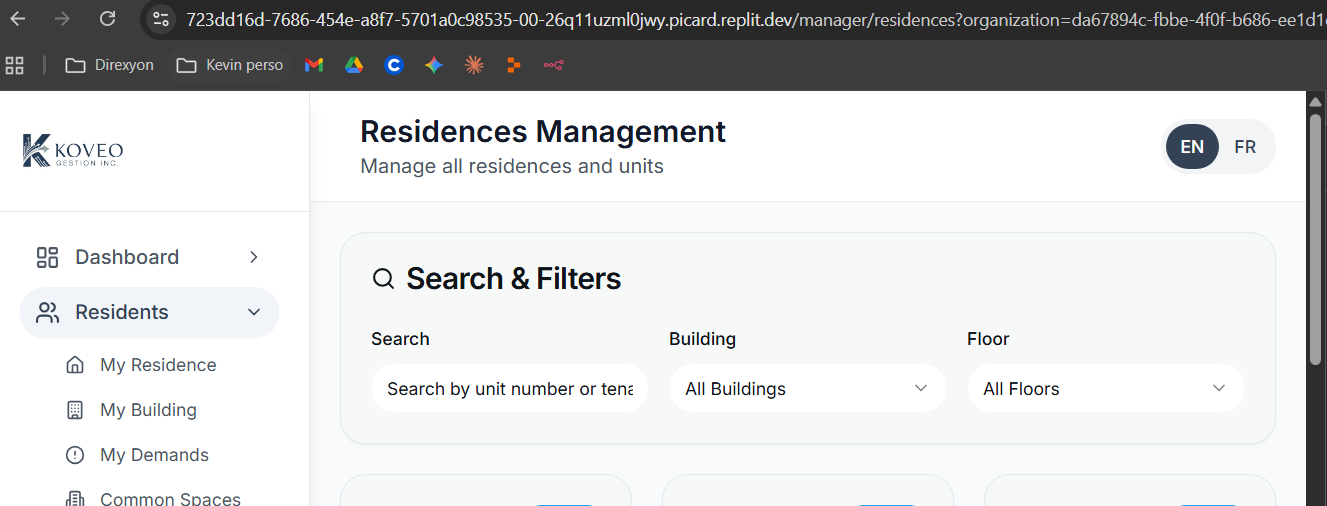 723dd16d-7686-454e-a8f7-5701a0c98535-00-26q11uzml0jwy.picard.replit.dev/manager/residences?organization=da67894c-fbbe-4f0f-b686-ee1d1
Direxyon
Kevin perso
KOVEO
GESTION INC.
Residences Management
Manage all residences and units
EN FR
Dashboard
Residents
My Residence
My Building
My Demands
Common Spaces
Search & Filters
Search Building Floor
Search by unit number or tena All Buildings All Floors